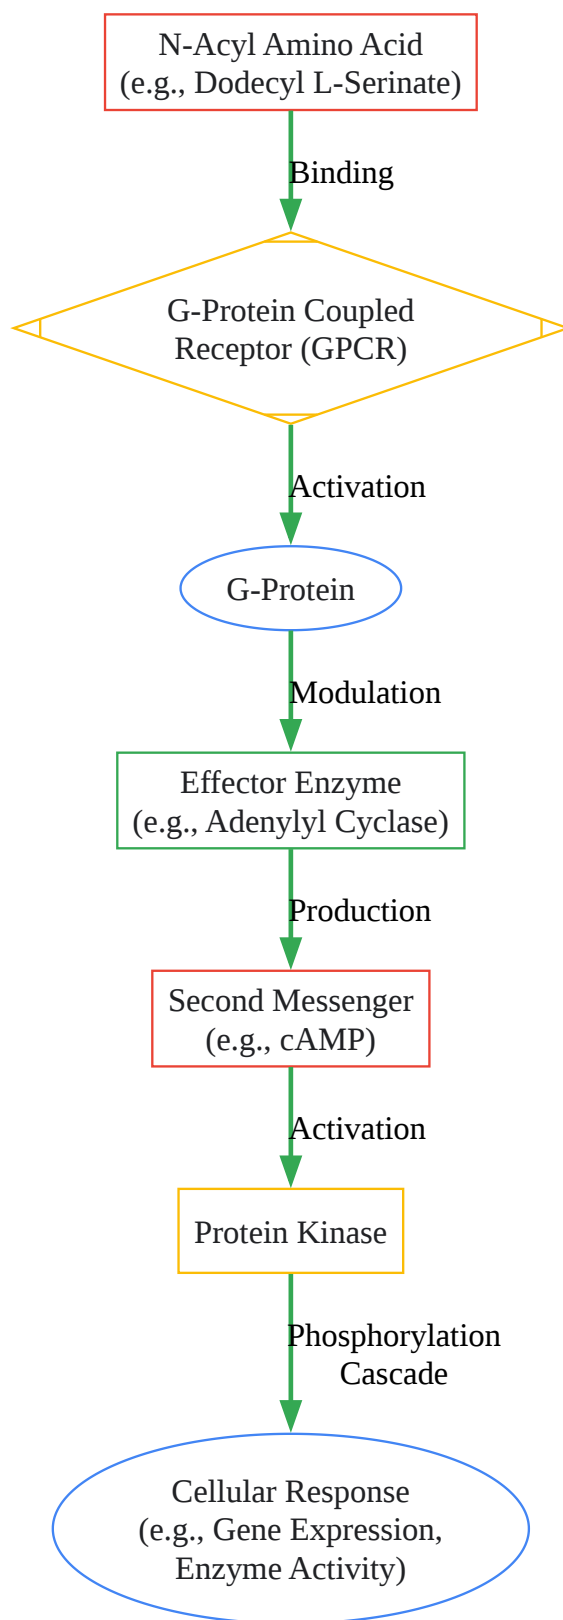 N-Acyl Amino Acid
(e.g., Dodecyl L-Serinate)
Binding
G-Protein Coupled
Receptor (GPCR)
Activation
G-Protein
Modulation
Effector Enzyme
(e.g., Adenylyl Cyclase)
Production
Second Messenger
(e.g., cAMP)
Activation
Protein Kinase
Phosphorylation
Cascade
Cellular Response
(e.g., Gene Expression,
Enzyme Activity)